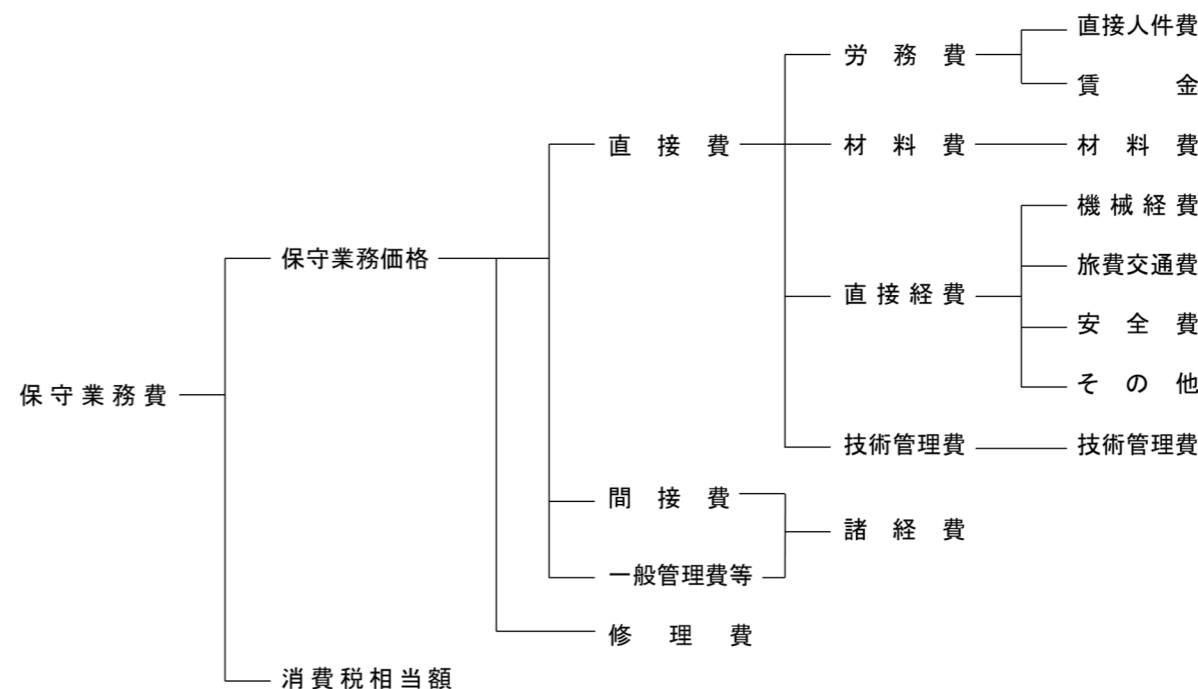 直接人件費
労務費
賃金
直接費
材料費
材料費
機械経費
保守業務価格
旅費交通費
直接経費
安全費
その他
保守業務費
技術管理費
技術管理費
間接費
諸経費
一般管理費等
修理費
消費税相当額